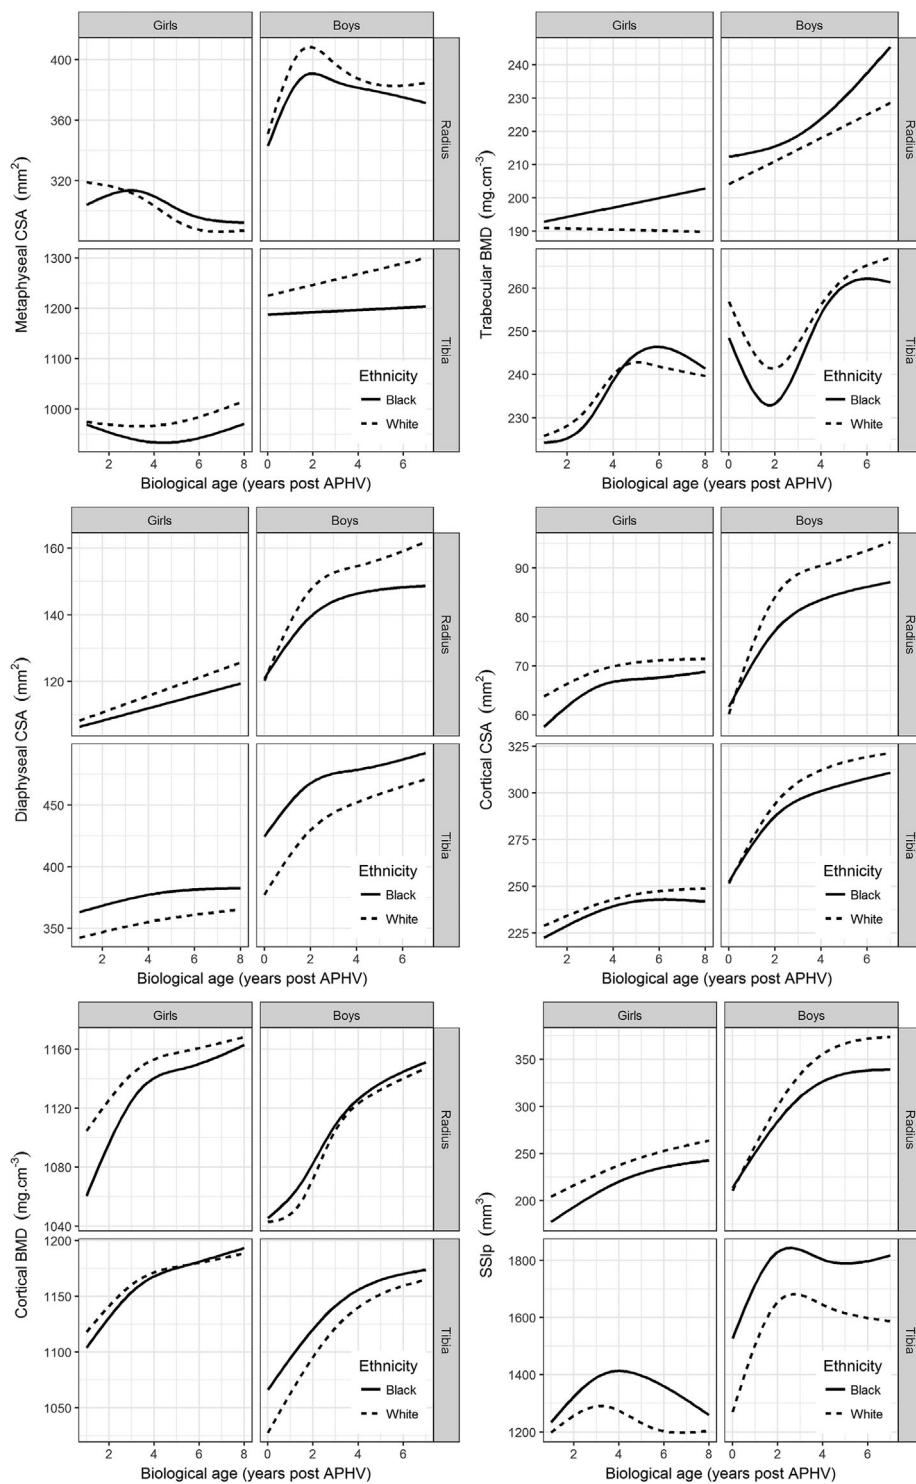 Girls
Boys
Metaphyseal CSA (mm²)
400
360
320
Radius
1300
1200
1100
1000
Tibia
Ethnicity
Black
White
2 4 6 8 0 2 4 6
Biological age (years post APHV)
Girls
Boys
Trabecular BMD (mg.cm⁻³)
240
230
220
210
200
190
Radius
260
250
240
230
Tibia
Ethnicity
Black
White
2 4 6 8 0 2 4 6
Biological age (years post APHV)
Girls
Boys
Diaphyseal CSA (mm²)
160
140
120
Radius
450
400
350
Tibia
Ethnicity
Black
White
0 2 4 6 8 0 2 4 6
Biological age (years post APHV)
Girls
Boys
Cortical CSA (mm²)
90
80
70
60
Radius
325
300
275
250
225
Tibia
Ethnicity
Black
White
2 4 6 8 0 2 4 6
Biological age (years post APHV)
Girls
Boys
Cortical BMD (mg.cm⁻³)
1160
1120
1080
1040
Radius
1200
1150
1100
1050
Tibia
Ethnicity
Black
White
0 2 4 6 8 0 2 4 6
Biological age (years post APHV)
Girls
Boys
SSIp (mm³)
350
300
250
200
Radius
1800
1600
1400
1200
Tibia
Ethnicity
Black
White
0 2 4 6 8 0 2 4 6
Biological age (years post APHV)